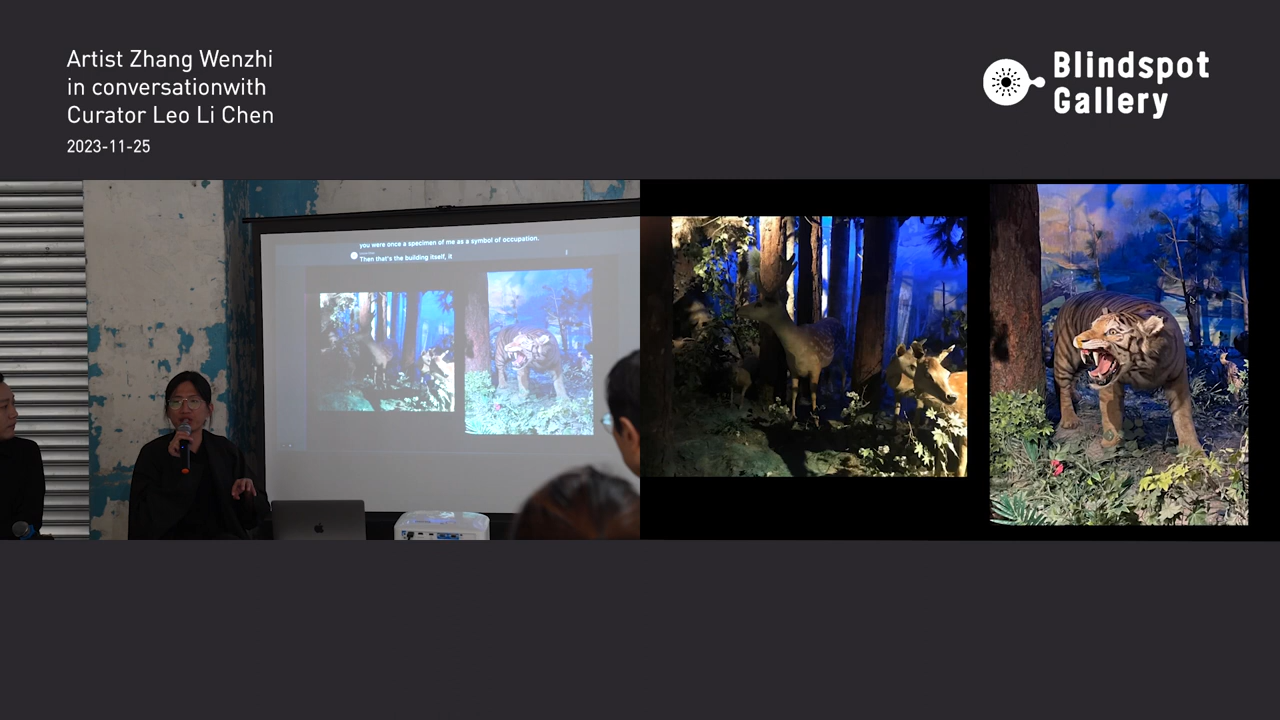 Artist Zhang Wenzhi
in conversationwith
Curator Leo Li Chen
2023-11-25
Blindspot
Gallery
you were once a specimen of me as a symbol of occupation.
Then that's the building itself, it